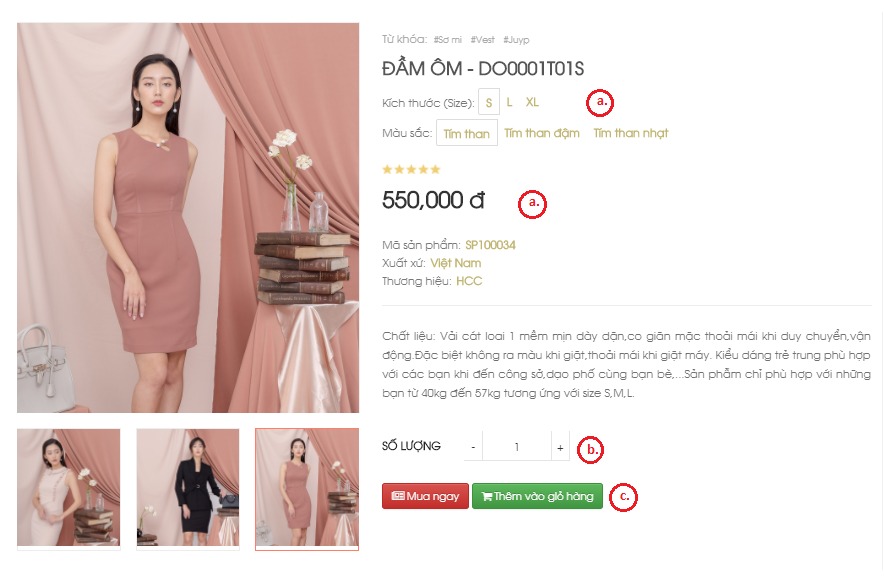 Từ khóa: #Sơ mi #Vest #Juyp
ĐẦM ÔM - DO0001T01S
Kích thước (Size): S L XL a.
Màu sắc: Tím than Tím than đậm Tím than nhạt
550,000 đ a.
Mã sản phẩm: SP100034
Xuất xứ: Việt Nam
Thương hiệu: HCC
Chất liệu: Vải cát loại 1 mềm mịn dày dặn,co giãn mặc thoải mái khi duy chuyển,vận
động.Đặc biệt không ra màu khi giặt,thoải mái khi giặt máy. Kiểu dáng trẻ trung phù hợp
với các bạn khi đến công sở,dạo phố cùng bạn bè,...Sản phẩm chỉ phù hợp với những
bạn từ 40kg đến 57kg tương ứng với size S,M,L.
SỐ LƯỢNG - 1 + b.
Mua ngay Thêm vào giỏ hàng c.